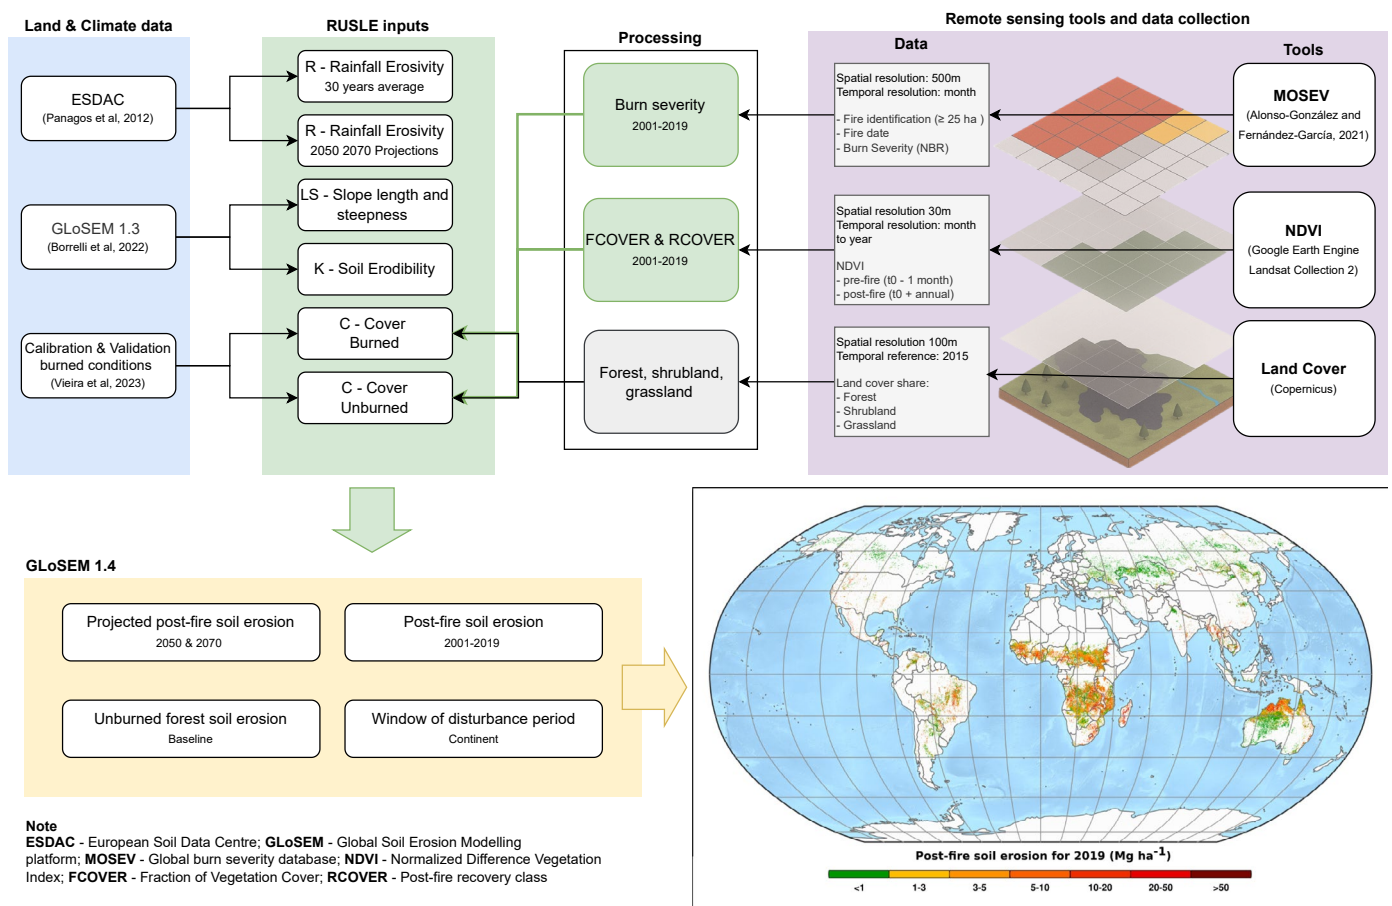 Land & Climate data
RUSLE inputs
Processing
Remote sensing tools and data collection
Data
Tools
ESDAC
(Panagos et al, 2012)
GLoSEM 1.3
(Borrelli et al, 2022)
Calibration & Validation
burned conditions
(Vieira et al, 2023)
R - Rainfall Erosivity
30 years average
R - Rainfall Erosivity
2050 2070 Projections
LS - Slope length and
steepness
K - Soil Erodibility
C - Cover
Burned
C - Cover
Unburned
Burn severity
2001-2019
FCOVER & RCOVER
2001-2019
Forest, shrubland,
grassland
Spatial resolution: 500m
Temporal resolution: month
- Fire identification (≥ 25 ha )
- Fire date
- Burn Severity (NBR)
Spatial resolution 30m
Temporal resolution: month
to year
NDVI
- pre-fire (t0 - 1 month)
- post-fire (t0 + annual)
Spatial resolution 100m
Temporal reference: 2015
Land cover share:
- Forest
- Shrubland
- Grassland
MOSEV
(Alonso-González and
Fernández-García, 2021)
NDVI
(Google Earth Engine
Landsat Collection 2)
Land Cover
(Copernicus)
GLoSEM 1.4
Projected post-fire soil erosion
2050 & 2070
Post-fire soil erosion
2001-2019
Unburned forest soil erosion
Baseline
Window of disturbance period
Continent
Note
ESDAC - European Soil Data Centre; GLoSEM - Global Soil Erosion Modelling
platform; MOSEV - Global burn severity database; NDVI - Normalized Difference Vegetation
Index; FCOVER - Fraction of Vegetation Cover; RCOVER - Post-fire recovery class
Post-fire soil erosion for 2019 (Mg ha⁻¹)
<1 1-3 3-5 5-10 10-20 20-50 >50